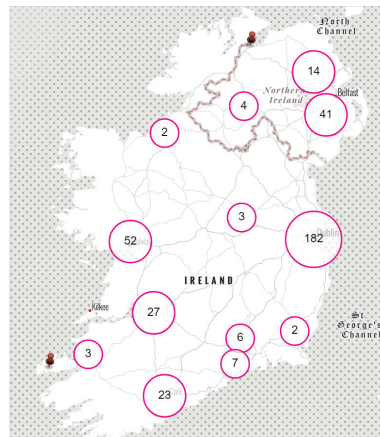 North
Channel
14
Northern
Ireland
Belfast
4
41
2
3
52
182
Dublin
IRELAND
Kilkee
27
St.
George's
Channel
2
6
3
7
23